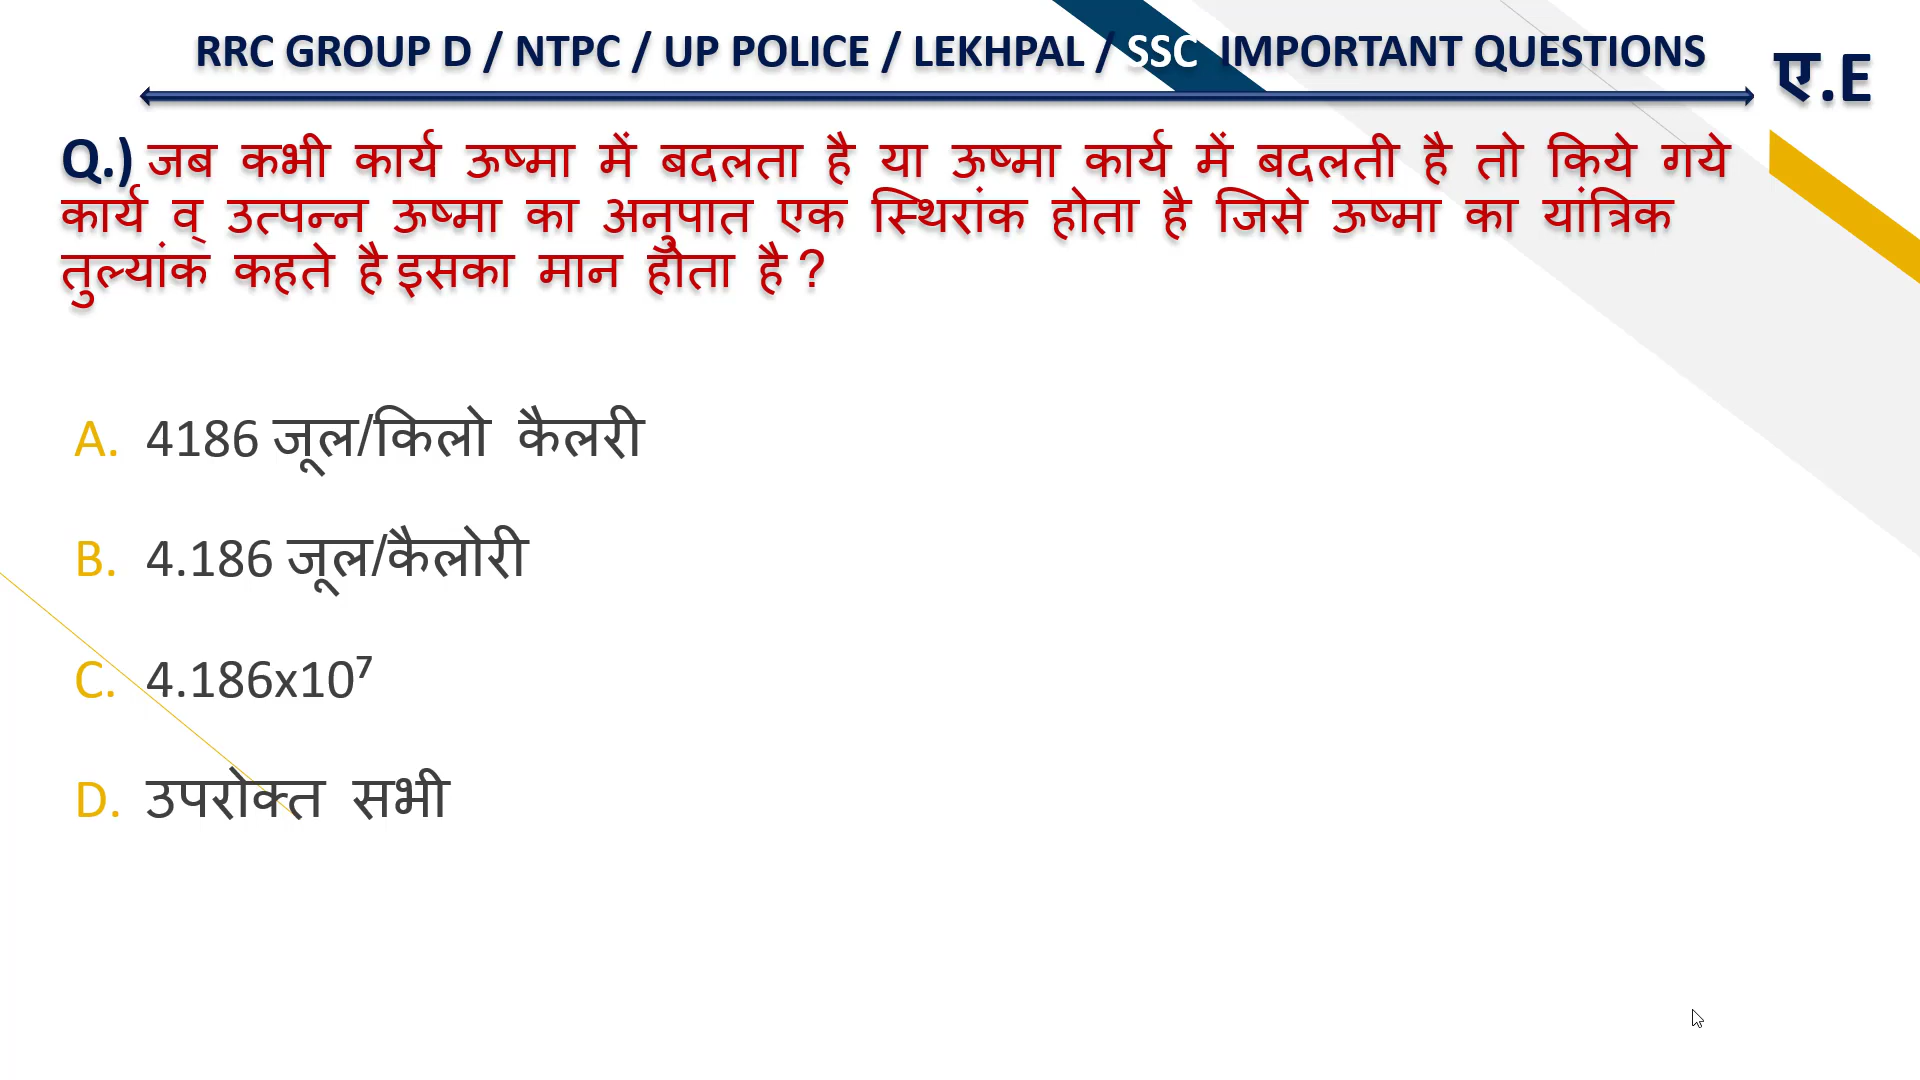 RRC GROUP D / NTPC / UP POLICE / LEKHPAL / SSC IMPORTANT QUESTIONS
ए.E
Q.) जब कभी कार्य ऊष्मा में बदलता है या ऊष्मा कार्य में बदलती है तो किये गये
कार्य व् उत्पन्न ऊष्मा का अनुपात एक स्थिरांक होता है जिसे ऊष्मा का यांत्रिक
तुल्यांक कहते है इसका मान होता है ?
A. 4186 जूल/किलो कैलरी
B. 4.186 जूल/कैलोरी
C. 4.186x10⁷
D. उपरोक्त सभी